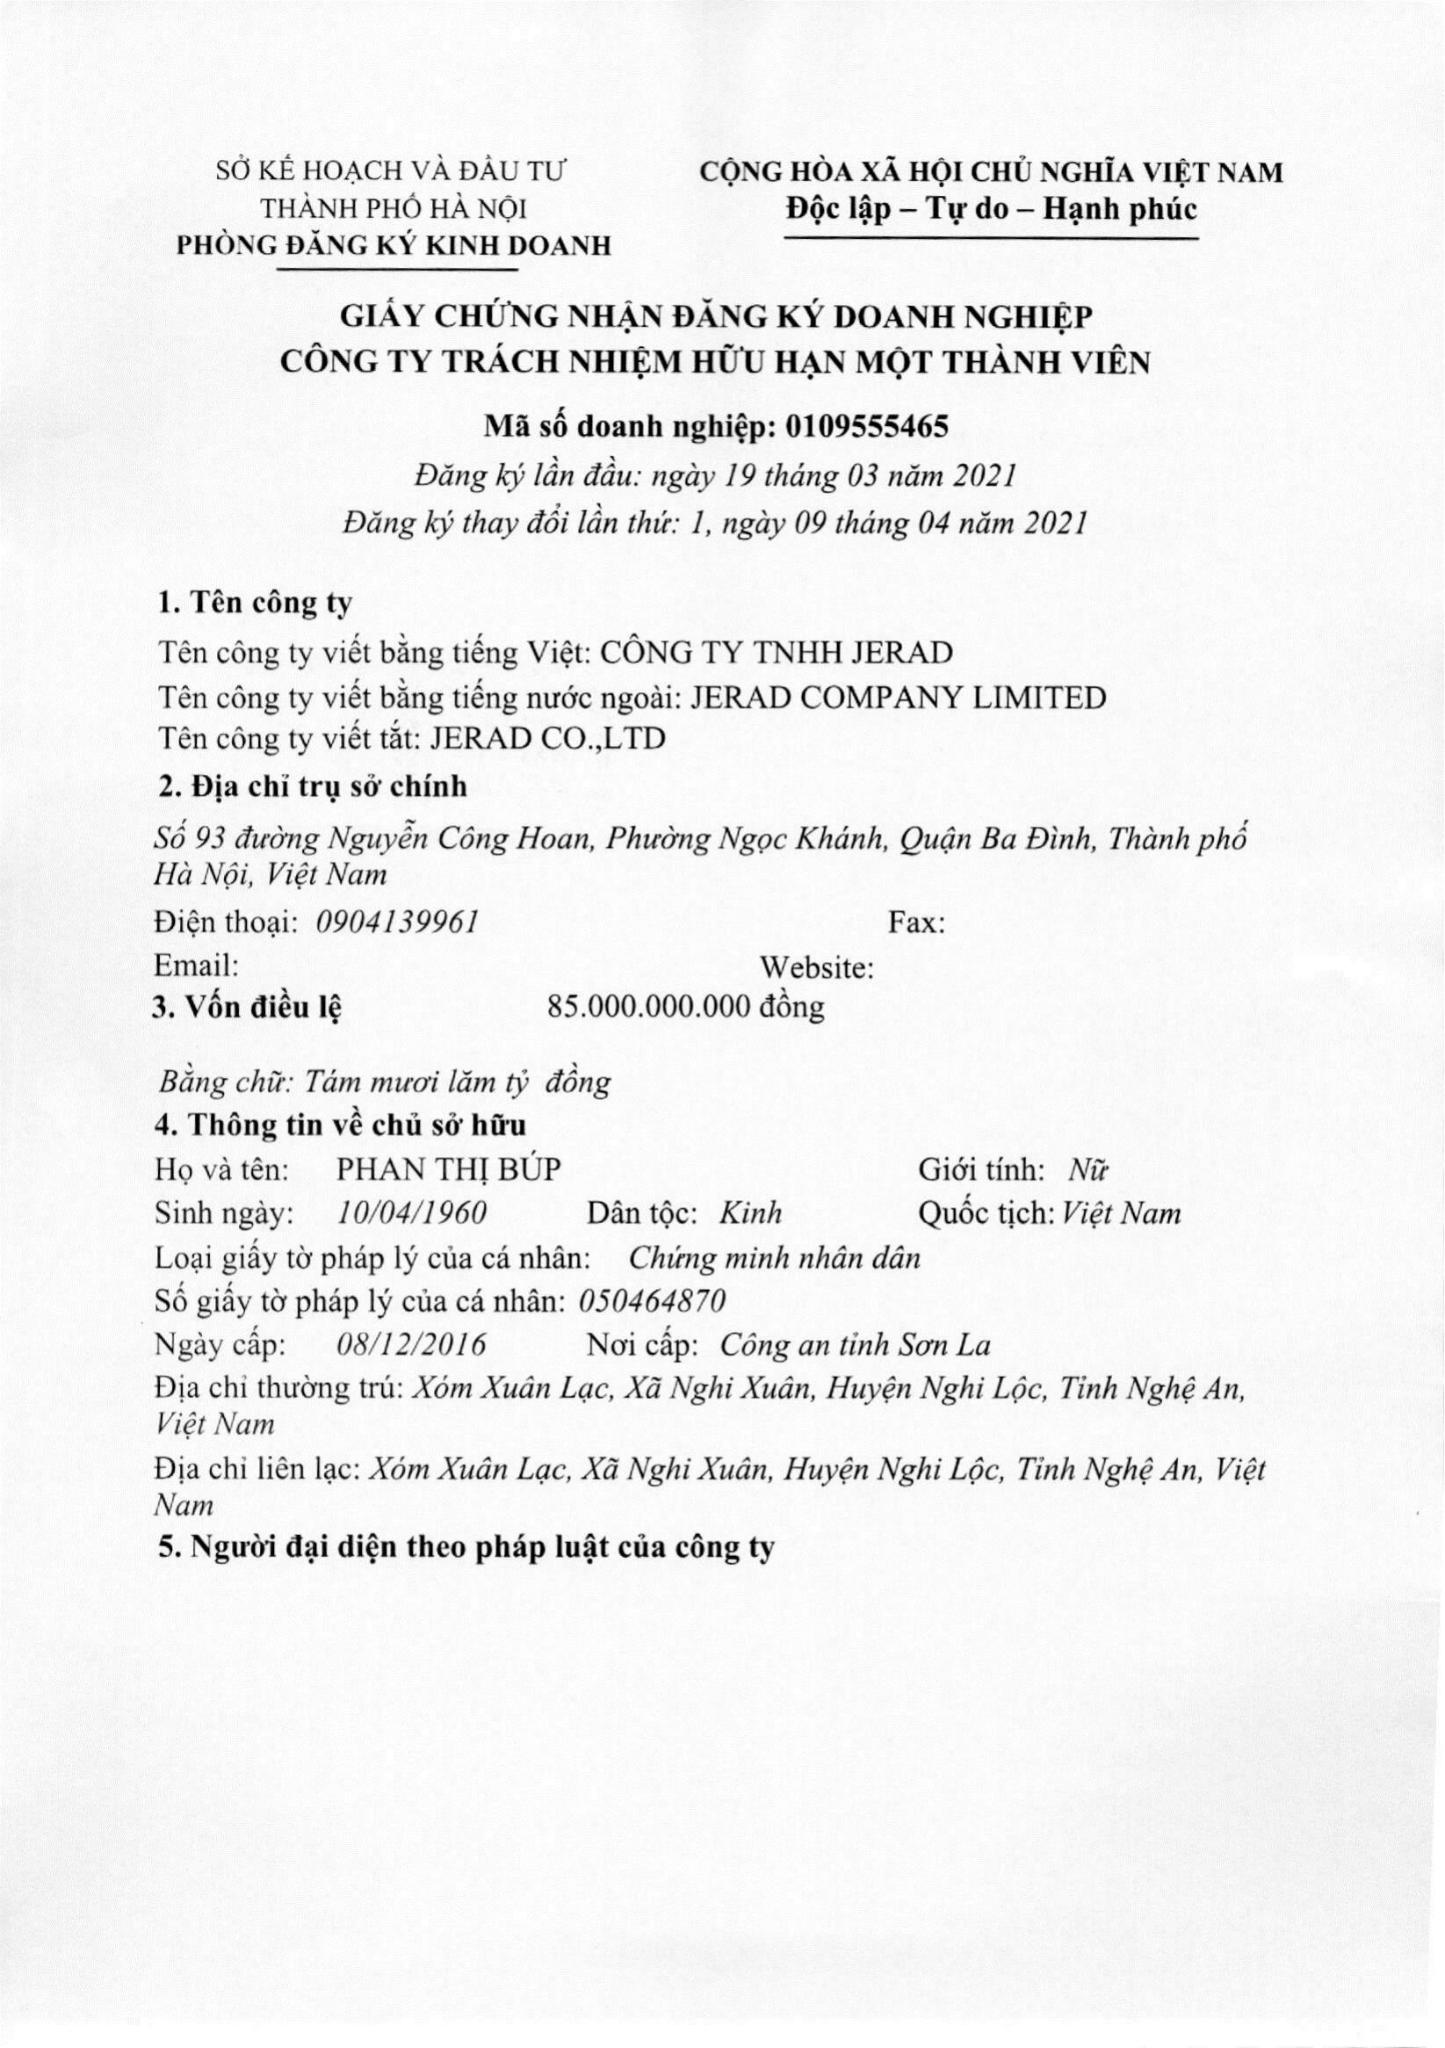 SỞ KẾ HOẠCH VÀ ĐẦU TƯ
THÀNH PHỐ HÀ NỘI
PHÒNG ĐĂNG KÝ KINH DOANH
CỘNG HÒA XÃ HỘI CHỦ NGHĨA VIỆT NAM
Độc lập – Tự do – Hạnh phúc
GIẤY CHỨNG NHẬN ĐĂNG KÝ DOANH NGHIỆP
CÔNG TY TRÁCH NHIỆM HỮU HẠN MỘT THÀNH VIÊN
Mã số doanh nghiệp: 0109555465
Đăng ký lần đầu: ngày 19 tháng 03 năm 2021
Đăng ký thay đổi lần thứ: 1, ngày 09 tháng 04 năm 2021
1. Tên công ty
Tên công ty viết bằng tiếng Việt: CÔNG TY TNHH JERAD
Tên công ty viết bằng tiếng nước ngoài: JERAD COMPANY LIMITED
Tên công ty viết tắt: JERAD CO.,LTD
2. Địa chỉ trụ sở chính
Số 93 đường Nguyễn Công Hoan, Phường Ngọc Khánh, Quận Ba Đình, Thành phố
Hà Nội, Việt Nam
Điện thoại: 0904139961 Fax:
Email: Website:
3. Vốn điều lệ 85.000.000.000 đồng
Bằng chữ: Tám mươi lăm tỷ đồng
4. Thông tin về chủ sở hữu
Họ và tên: PHAN THỊ BÚP Giới tính: Nữ
Sinh ngày: 10/04/1960 Dân tộc: Kinh Quốc tịch: Việt Nam
Loại giấy tờ pháp lý của cá nhân: Chứng minh nhân dân
Số giấy tờ pháp lý của cá nhân: 050464870
Ngày cấp: 08/12/2016 Nơi cấp: Công an tỉnh Sơn La
Địa chỉ thường trú: Xóm Xuân Lạc, Xã Nghi Xuân, Huyện Nghi Lộc, Tỉnh Nghệ An,
Việt Nam
Địa chỉ liên lạc: Xóm Xuân Lạc, Xã Nghi Xuân, Huyện Nghi Lộc, Tỉnh Nghệ An, Việt
Nam
5. Người đại diện theo pháp luật của công ty